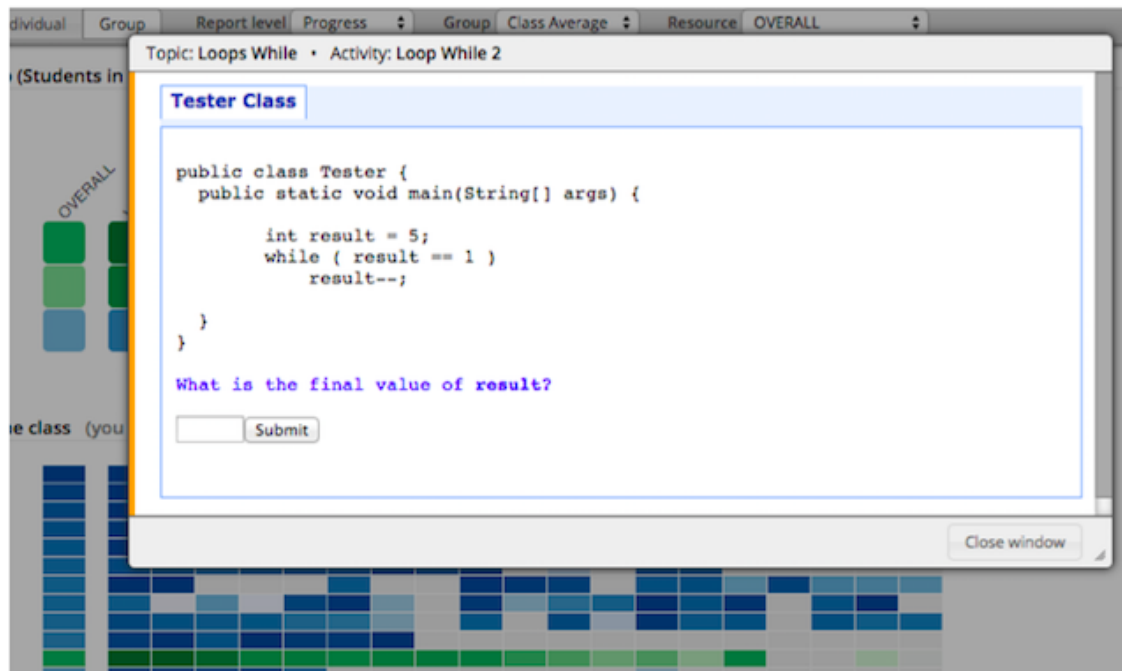 Group Report level Progress Group Class Average Resource OVERALL
Topic: Loops While • Activity: Loop While 2
(Students in
Tester Class
OVERALL
public class Tester {
public static void main(String[] args) {
int result = 5;
while ( result == 1 )
result--;
}
}
What is the final value of result?
Submit
class (you
Close window